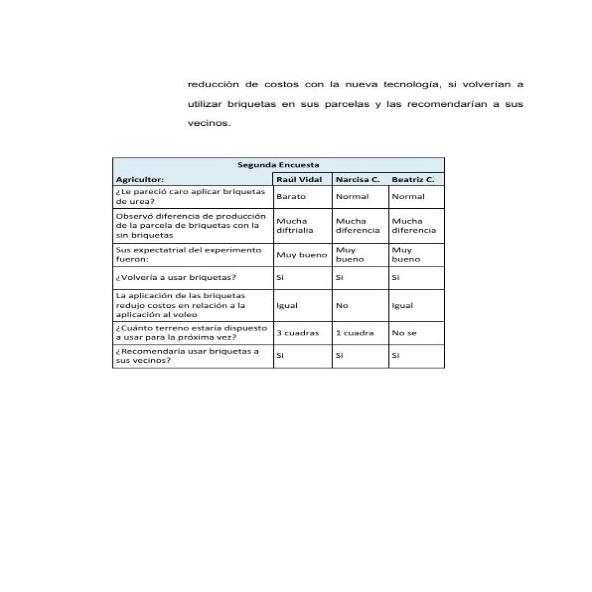 reducción de costos con la nueva tecnología, si volverían a
utilizar briquetas en sus parcelas y las recomendarían a sus
vecinos.
Segunda Encuesta
Agricultor: Raúl Vidal Narcisa C. Beatriz C.
¿Le pareció caro aplicar briquetas
de urea? Barato Normal Normal
Observó diferencia de producción
de la parcela de briquetas con la
sin briquetas
Mucha
diftrialia
Mucha
diferencia
Mucha
diferencia
Sus expectatrial del experimento
fueron:
Muy bueno
Muy
bueno
Muy
bueno
¿Volvería a usar briquetas? Si Si Si
La aplicación de las briquetas
redujo costos en relación a la
aplicación al voleo
Igual No Igual
¿Cuánto terreno estaría dispuesto
a usar para la próxima vez?
3 cuadras 1 cuadra No se
¿Recomendaría usar briquetas a
sus vecinos?
Si Si Si